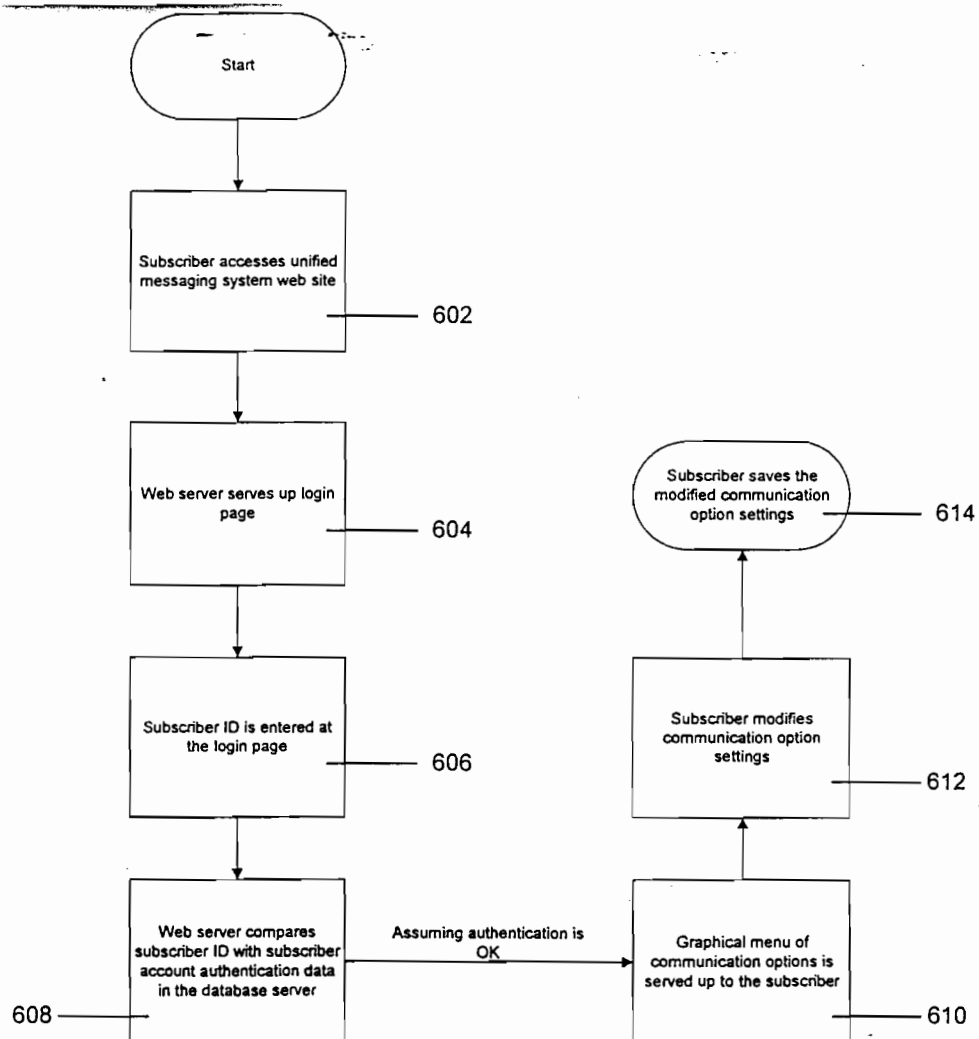 Start
Subscriber accesses unified
messaging system web site
602
Web server serves up login
page
604
Subscriber ID is entered at
the login page
606
Web server compares
subscriber ID with subscriber
account authentication data
in the database server
608
Assuming authentication is
OK
Graphical menu of
communication options is
served up to the subscriber
610
Subscriber modifies
communication option
settings
612
Subscriber saves the
modified communication
option settings
614